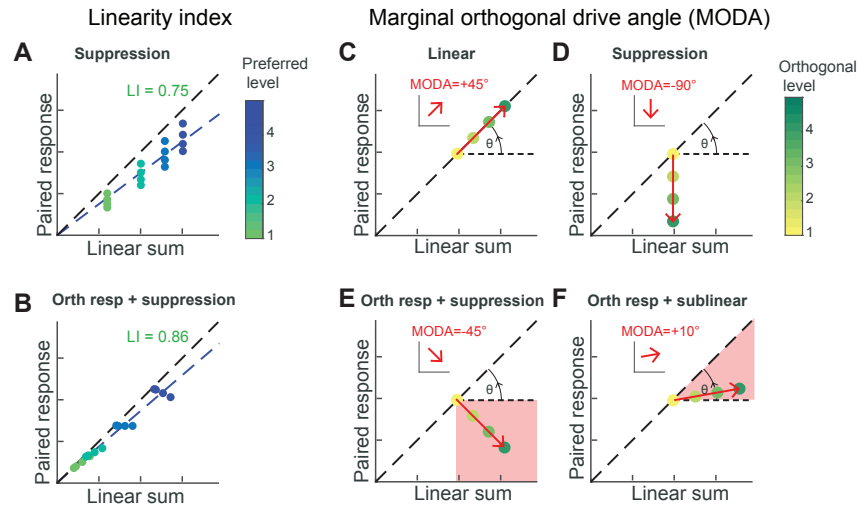 Linearity index
Marginal orthogonal drive angle (MODA)
A
Suppression
Preferred
level
LI = 0.75
4
3
2
1
Paired response
Linear sum
C
Linear
MODA=+45°
θ
Paired response
Linear sum
D
Suppression
MODA=-90°
θ
Paired response
Linear sum
Orthogonal
level
4
3
2
1
B
Orth resp + suppression
LI = 0.86
Paired response
Linear sum
E
Orth resp + suppression
MODA=-45°
θ
Paired response
Linear sum
F
Orth resp + sublinear
MODA=+10°
θ
Paired response
Linear sum